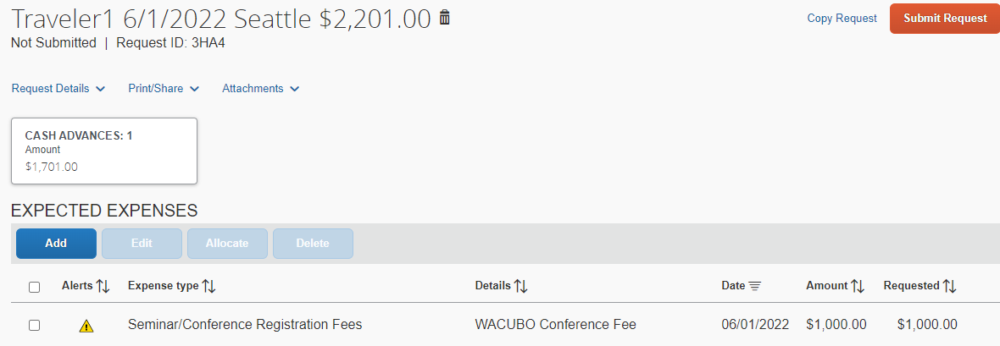 Traveler1 6/1/2022 Seattle $2,201.00
Copy Request
Submit Request
Not Submitted | Request ID: 3HA4
Request Details Print/Share Attachments
CASH ADVANCES: 1
Amount
$1,701.00
EXPECTED EXPENSES
Add Edit Allocate Delete
Alerts Expense type Details Date Amount Requested
Seminar/Conference Registration Fees WACUBO Conference Fee 06/01/2022 $1,000.00 $1,000.00